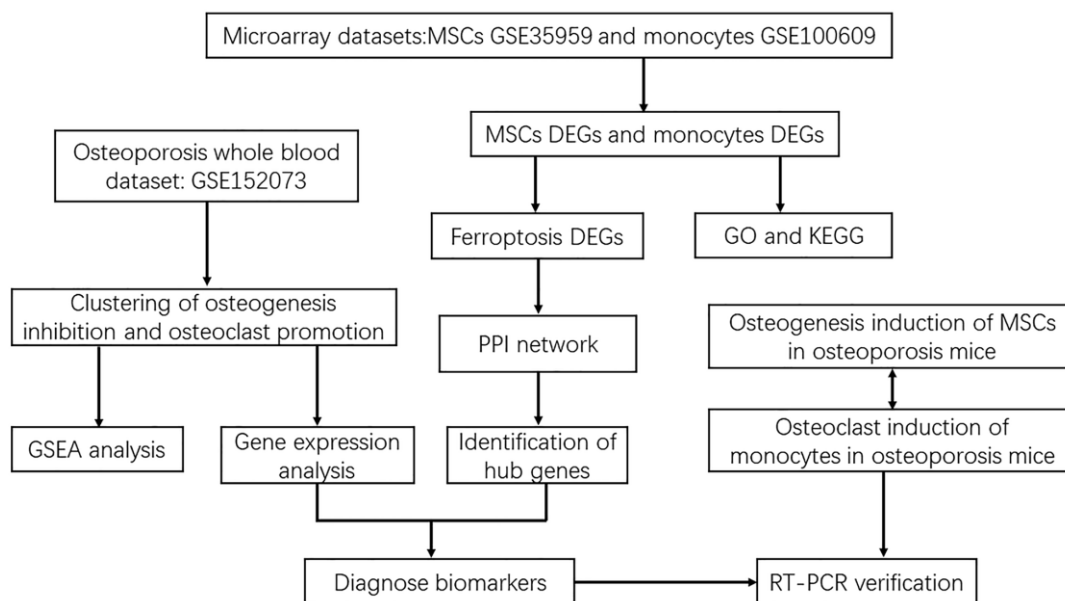 Microarray datasets:MSCs GSE35959 and monocytes GSE100609
MSCs DEGs and monocytes DEGs
Osteoporosis whole blood
dataset: GSE152073
Ferroptosis DEGs
GO and KEGG
Clustering of osteogenesis
inhibition and osteoclast promotion
PPI network
Osteogenesis induction of MSCs
in osteoporosis mice
GSEA analysis
Gene expression
analysis
Identification of
hub genes
Osteoclast induction of
monocytes in osteoporosis mice
Diagnose biomarkers
RT-PCR verification